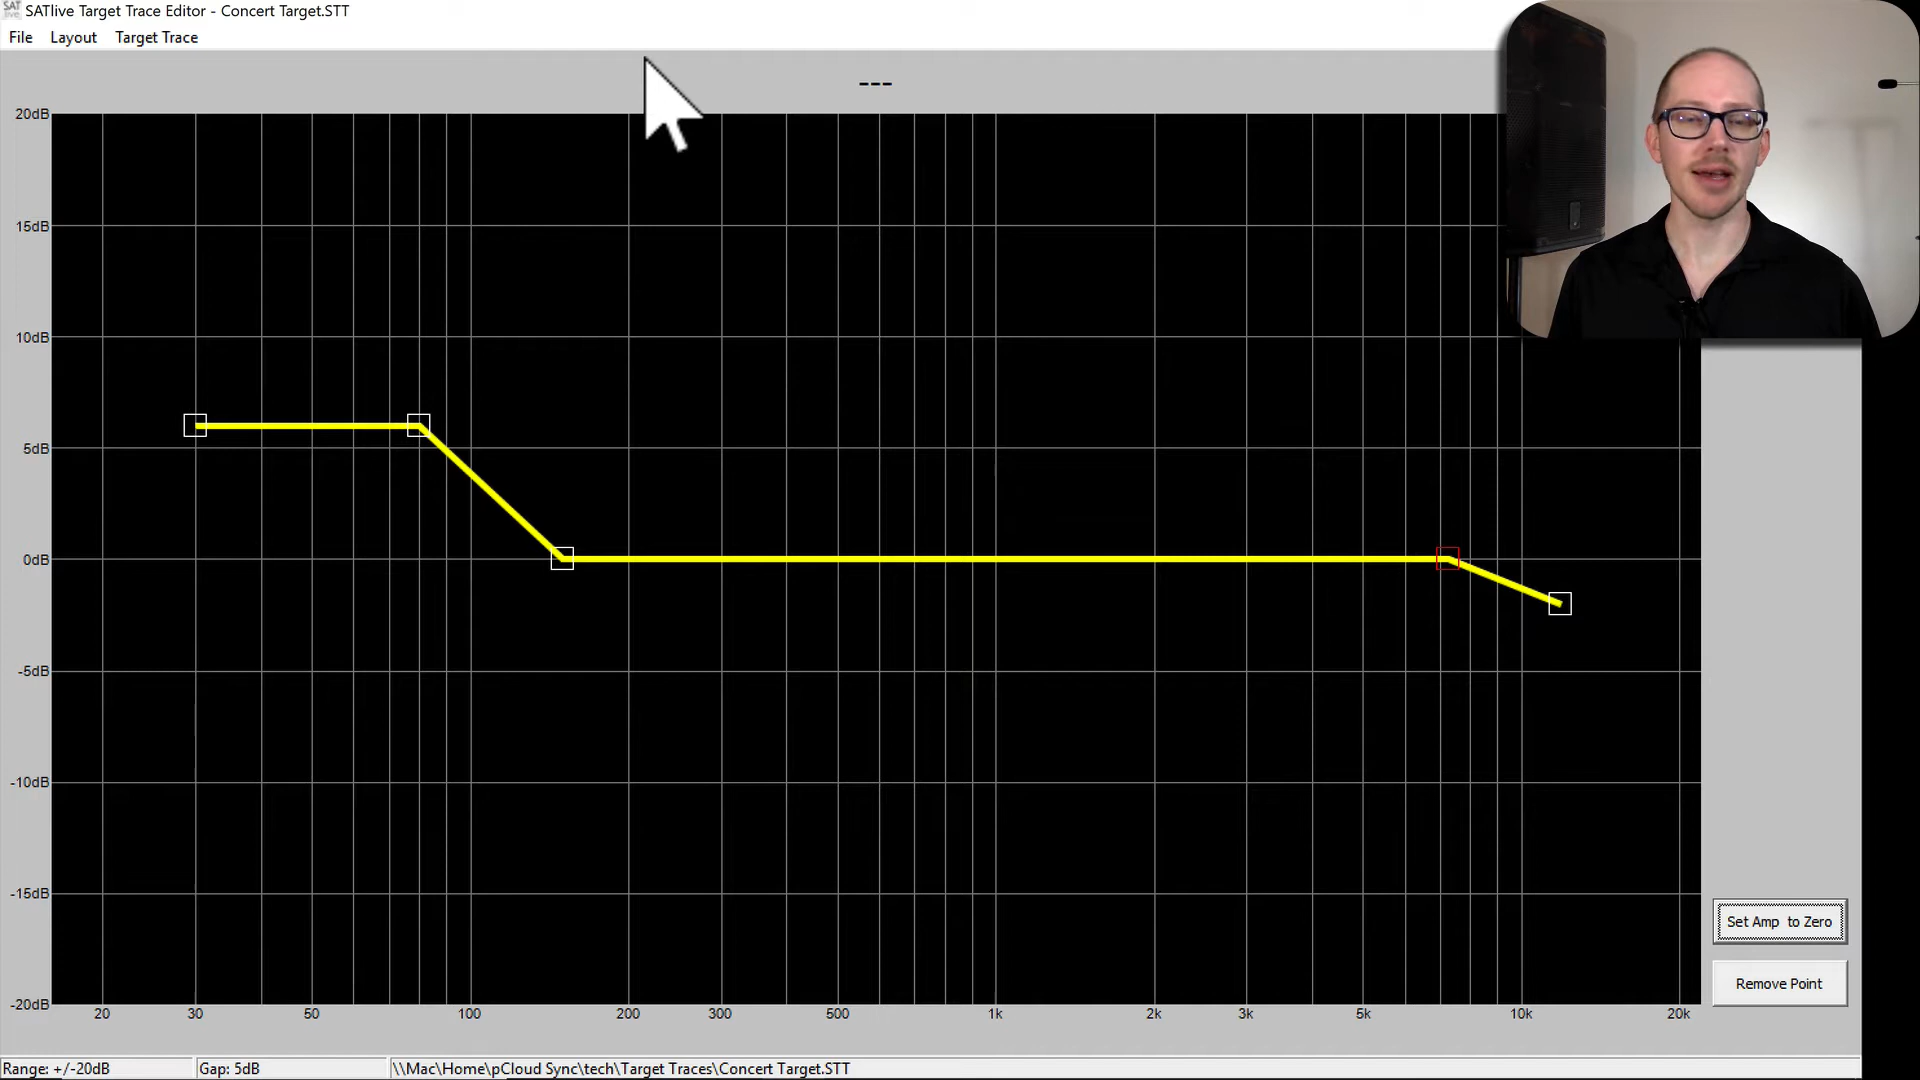 SAT live SATlive Target Trace Editor - Concert Target.STT
File Layout Target Trace
---
20dB
15dB
10dB
5dB
0dB
-5dB
-10dB
-15dB
-20dB
20 30 50 100 200 300 500 1k 2k 3k 5k 10k 20k
Set Amp to Zero
Remove Point
Range: +/-20dB Gap: 5dB \\Mac\Home\pCloud Sync\tech\Target Traces\Concert Target.STT